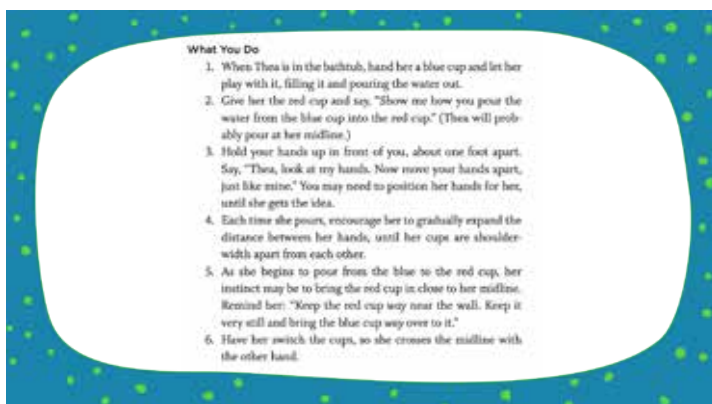 What You Do
1. When Thea is in the bathtub, hand her a blue cup and let her
play with it, filling it and pouring the water out.
2. Give her the red cup and say, "Show me how you pour the
water from the blue cup into the red cup." (Thea will prob-
ably pour at her midline.)
3. Hold your hands up in front of you, about one foot apart.
Say, "Thea, look at my hands. Now move your hands apart,
just like mine." You may need to position her hands for her,
until she gets the idea.
4. Each time she pours, encourage her to gradually expand the
distance between her hands, until her cups are shoulder-
width apart from each other.
5. As she begins to pour from the blue to the red cup, her
instinct may be to bring the red cup in close to her midline.
Remind her: "Keep the red cup way near the wall. Keep it
very still and bring the blue cup way over to it."
6. Have her switch the cups, so she crosses the midline with
the other hand.